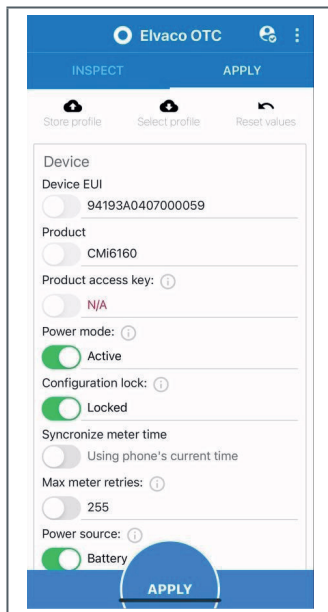 Elvaco OTC
INSPECT APPLY
Store profile Select profile Reset values
Device
Device EUI
94193A0407000059
Product
CMi6160
Product access key:
N/A
Power mode:
Active
Configuration lock:
Locked
Syncronize meter time
Using phone's current time
Max meter retries:
255
Power source:
Battery
APPLY